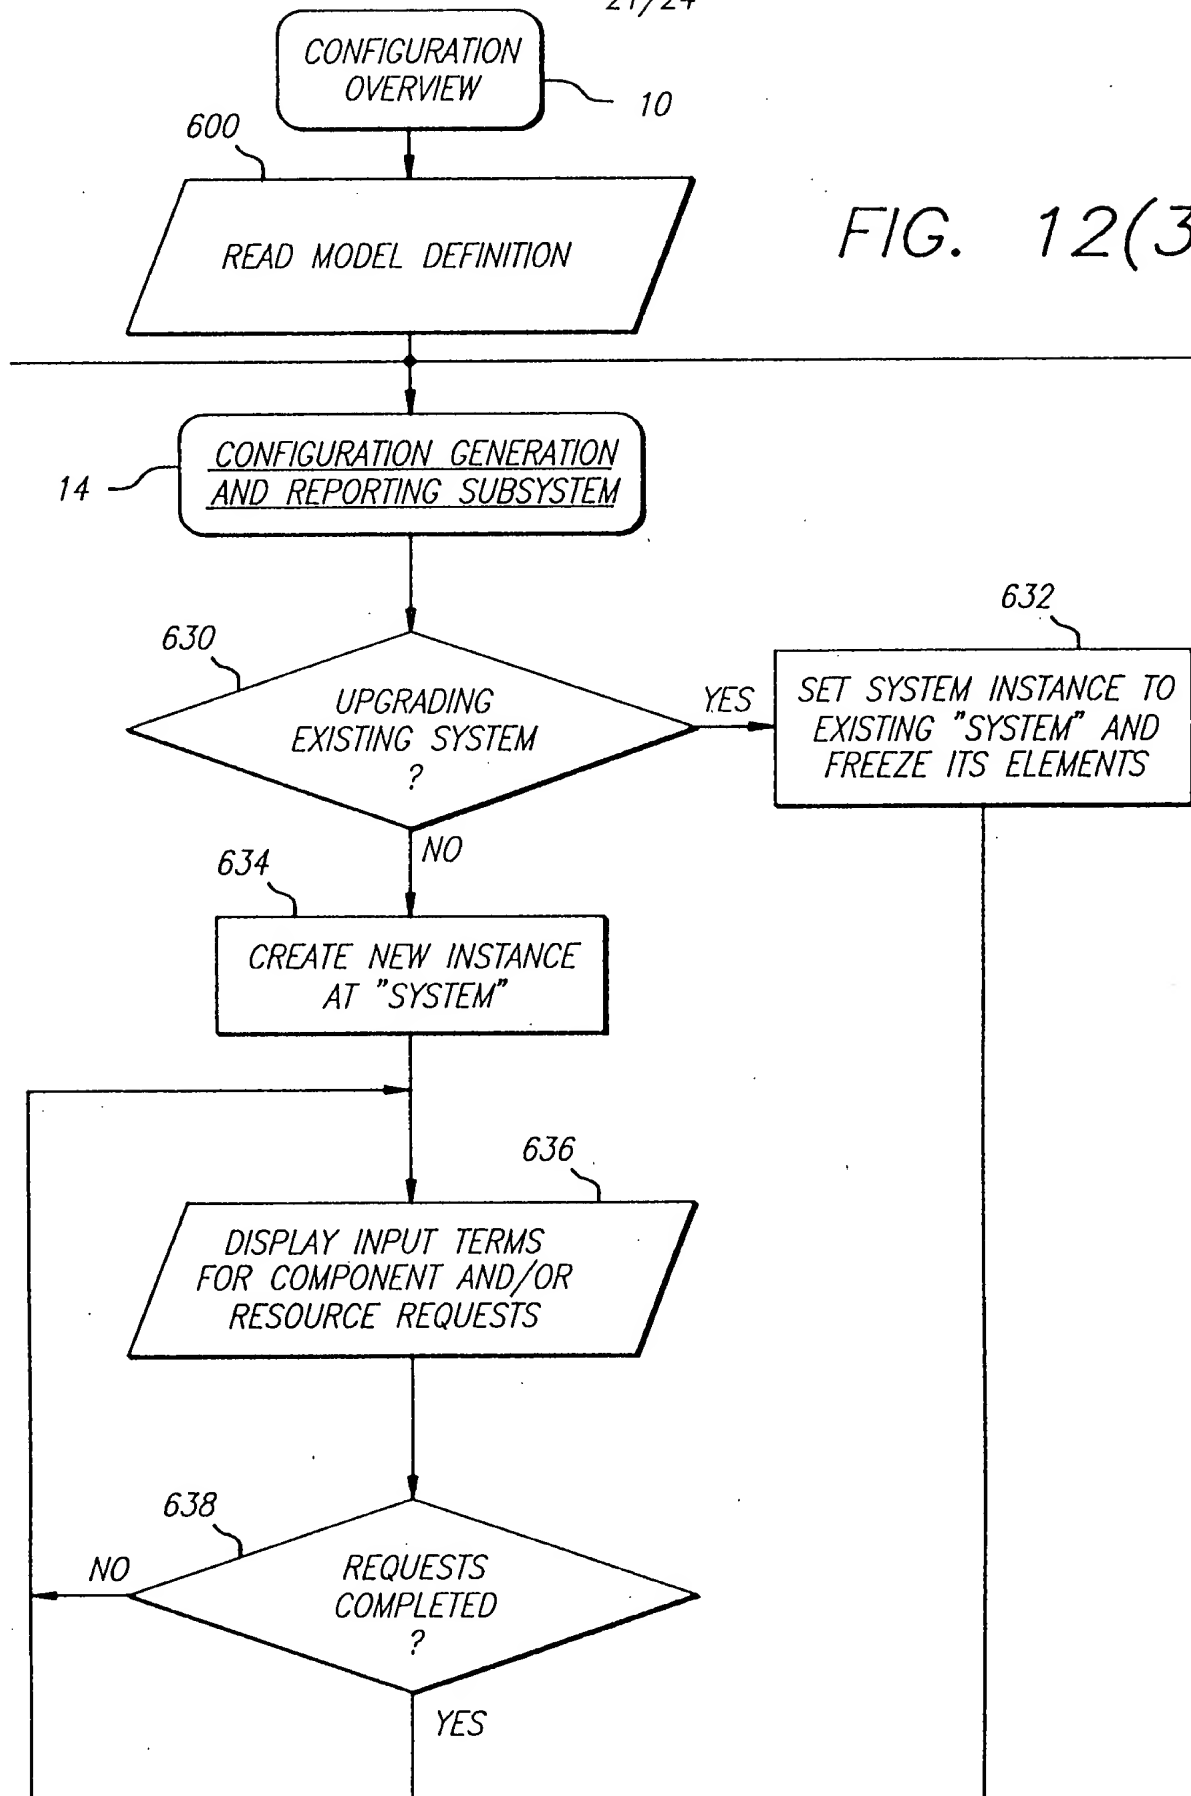 21/24
CONFIGURATION
OVERVIEW
10
600
READ MODEL DEFINITION
FIG. 12(3
CONFIGURATION GENERATION
AND REPORTING SUBSYSTEM
14
630
UPGRADING
EXISTING SYSTEM
?
YES
632
SET SYSTEM INSTANCE TO
EXISTING "SYSTEM" AND
FREEZE ITS ELEMENTS
NO
634
CREATE NEW INSTANCE
AT "SYSTEM"
636
DISPLAY INPUT TERMS
FOR COMPONENT AND/OR
RESOURCE REQUESTS
638
NO
REQUESTS
COMPLETED
?
YES